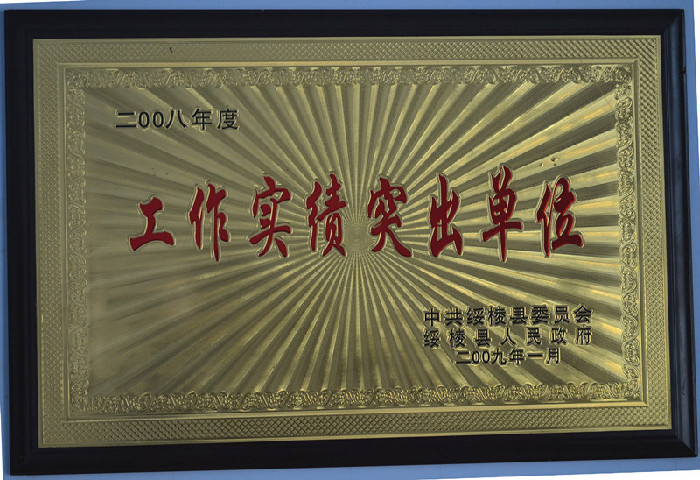 二00八年度
工作实绩突出单位
中共绥棱县委员会
绥棱县人民政府
二00九年一月